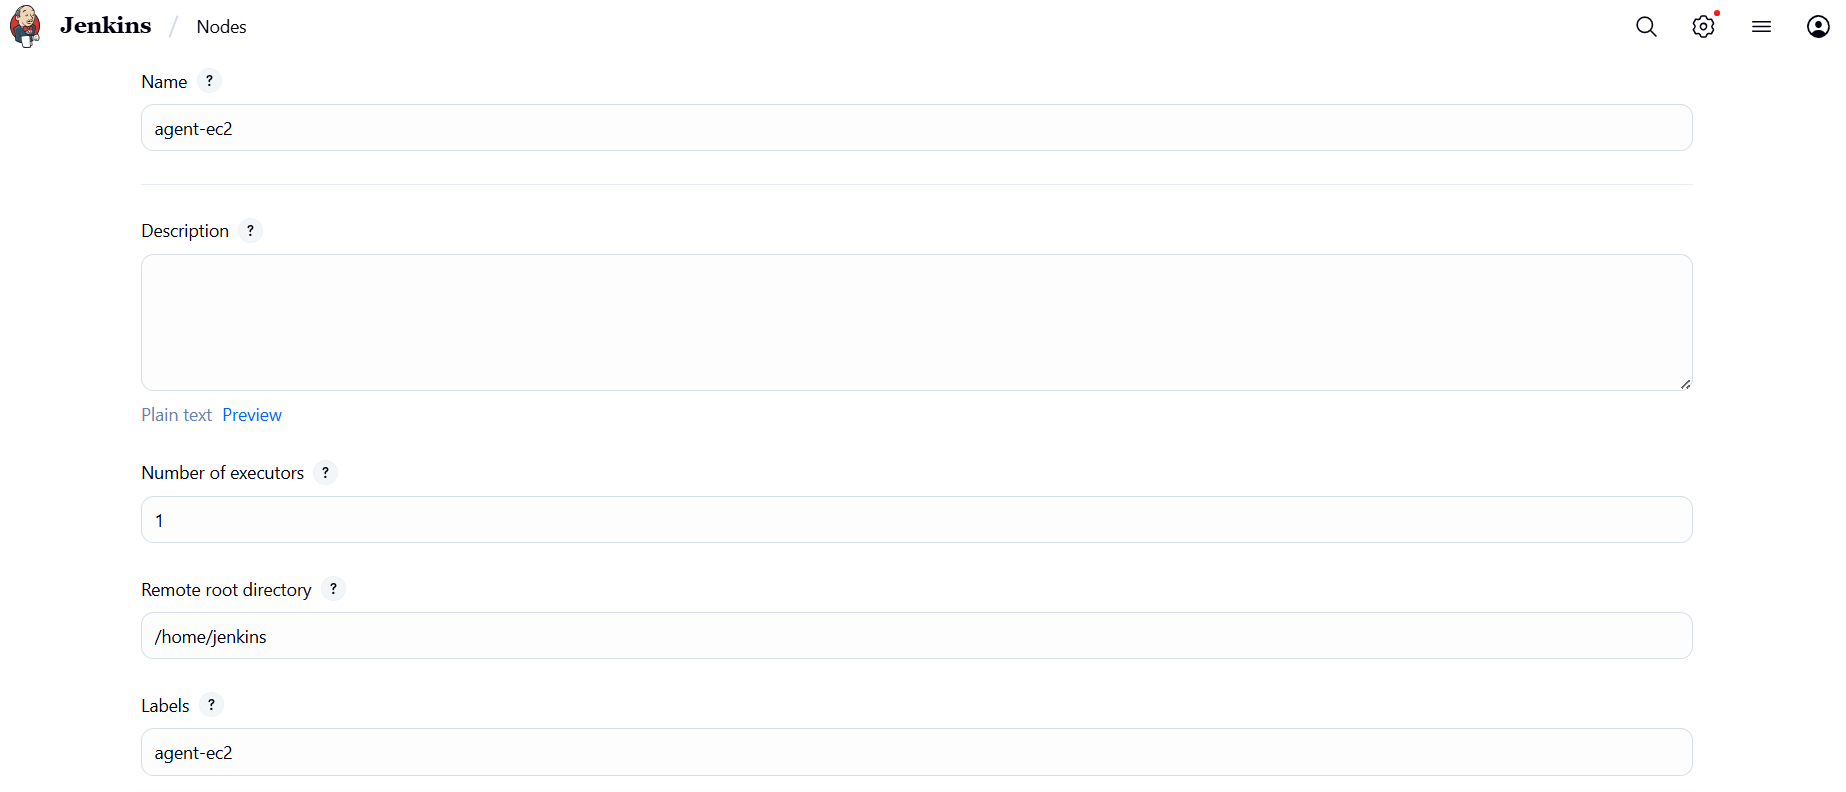 Jenkins / Nodes
Name ?
agent-ec2
Description ?
Plain text Preview
Number of executors ?
1
Remote root directory ?
/home/jenkins
Labels ?
agent-ec2